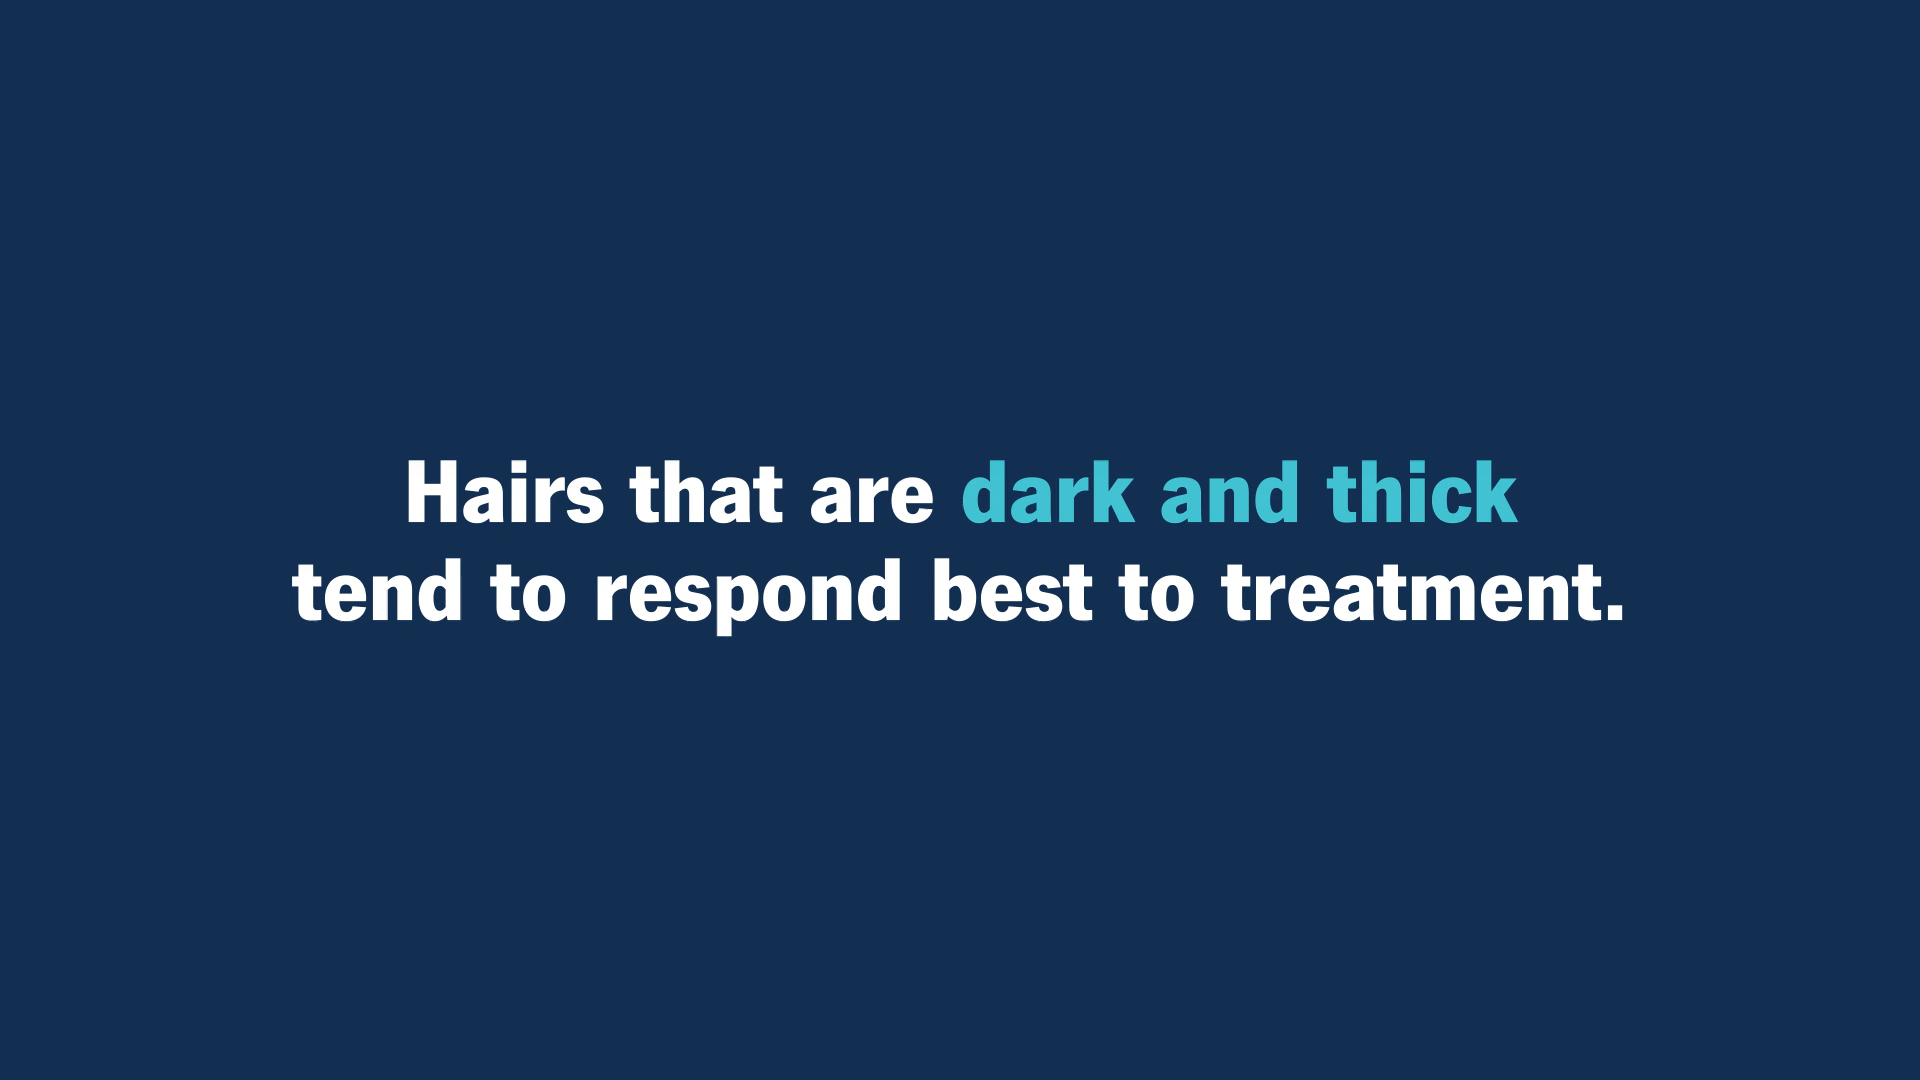 Hairs that are dark and thick
tend to respond best to treatment.